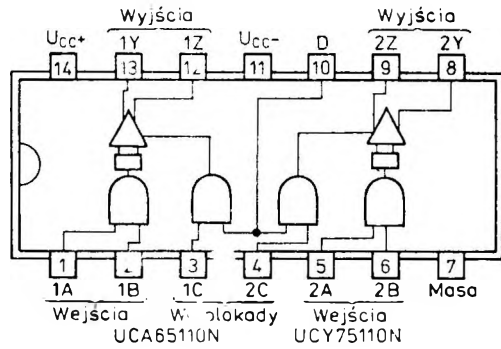 Wyjścia Wyjścia
UCC+ 1Y 1Z UCC- D 2Z 2Y
14 13 12 11 10 9 8
1 2 3 4 5 6 7
1A 1B 1C 2C 2A 2B Masa
Wejścia Wejścia
UCA65110N UCY75110N